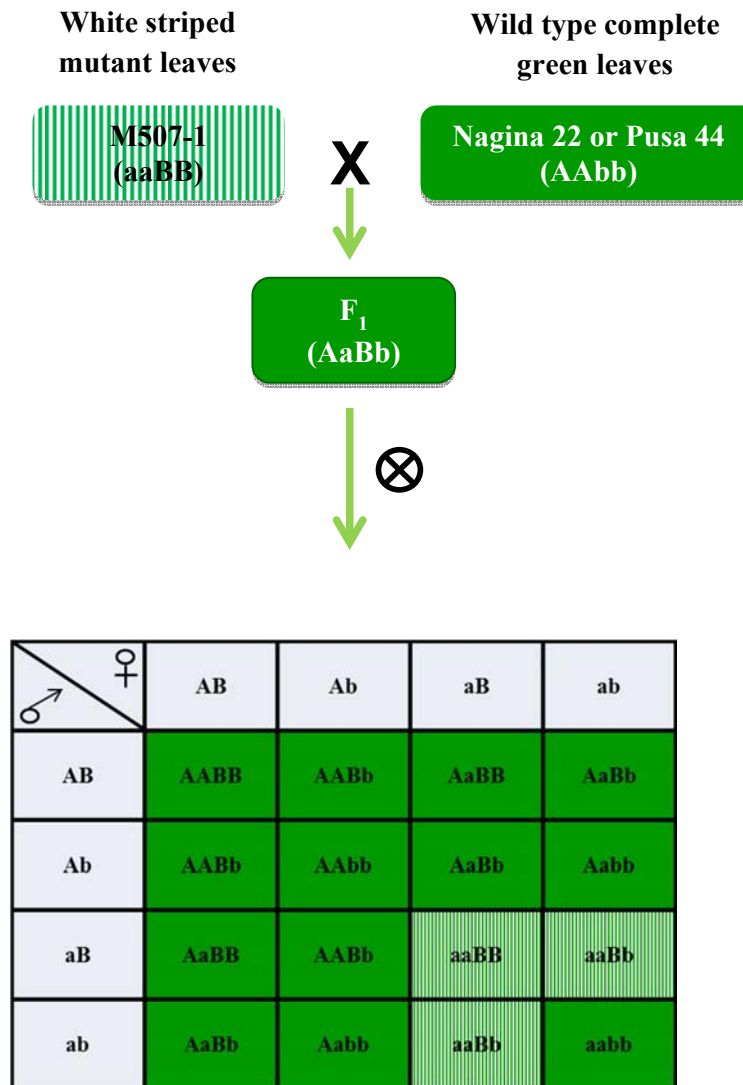 White striped
mutant leaves
Wild type complete
green leaves
M507-1
(aaBB)
X
Nagina 22 or Pusa 44
(AAbb)
F1
(AaBb)
♀
♂
AB Ab aB ab
AB AABB AABb AaBB AaBb
Ab AABb AAbb AaBb Aabb
aB AaBB AABb aaBB aaBb
ab AaBb Aabb aaBb aabb